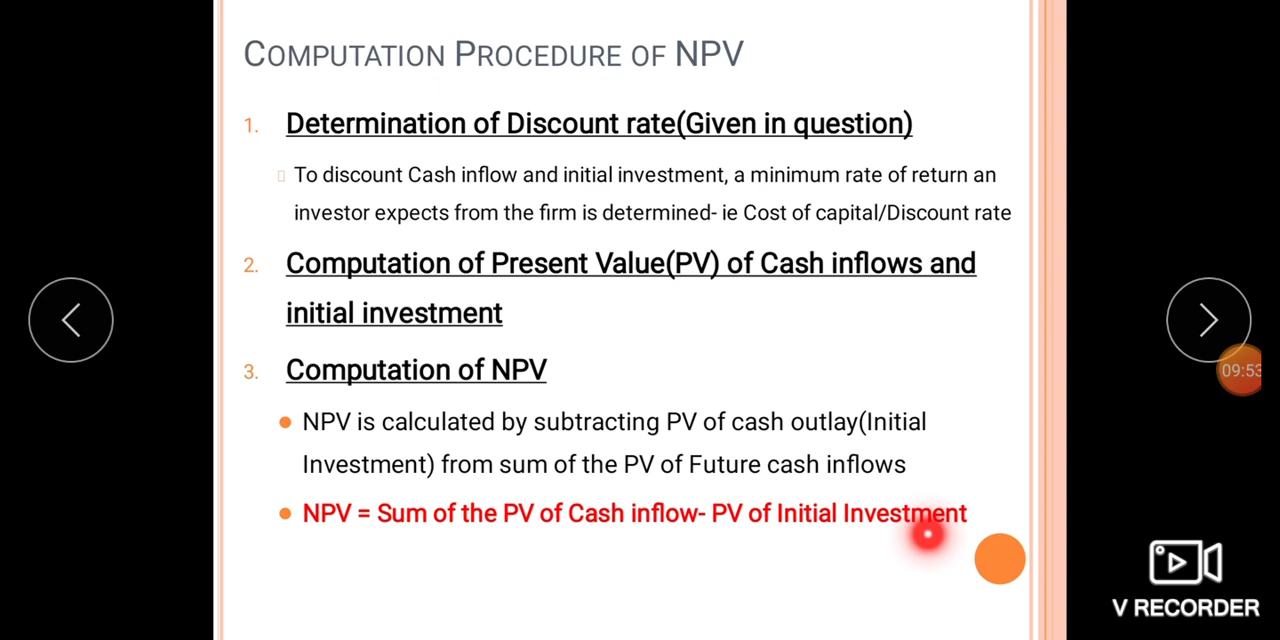 COMPUTATION PROCEDURE OF NPV
1. Determination of Discount rate(Given in question)
To discount Cash inflow and initial investment, a minimum rate of return an
investor expects from the firm is determined- ie Cost of capital/Discount rate
2. Computation of Present Value(PV) of Cash inflows and
initial investment
3. Computation of NPV
NPV is calculated by subtracting PV of cash outlay(Initial
Investment) from sum of the PV of Future cash inflows
NPV = Sum of the PV of Cash inflow- PV of Initial Investment
09:53
V RECORDER